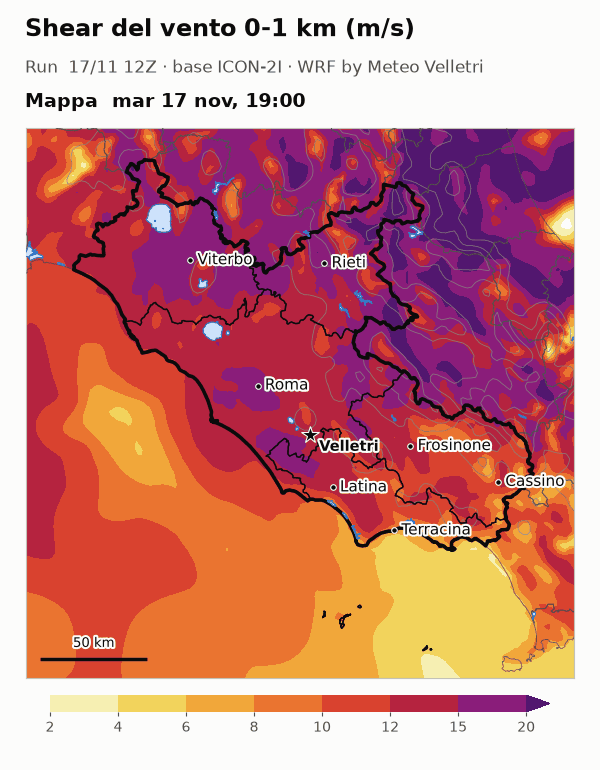 Shear del vento 0-1 km (m/s)
Run 17/11 12Z · base ICON-2I · WRF by Meteo Velletri
Mappa mar 17 nov, 19:00
Viterbo
Rieti
Roma
Velletri
Frosinone
Latina
Cassino
Terracina
50 km
2 4 6 8 10 12 15 20